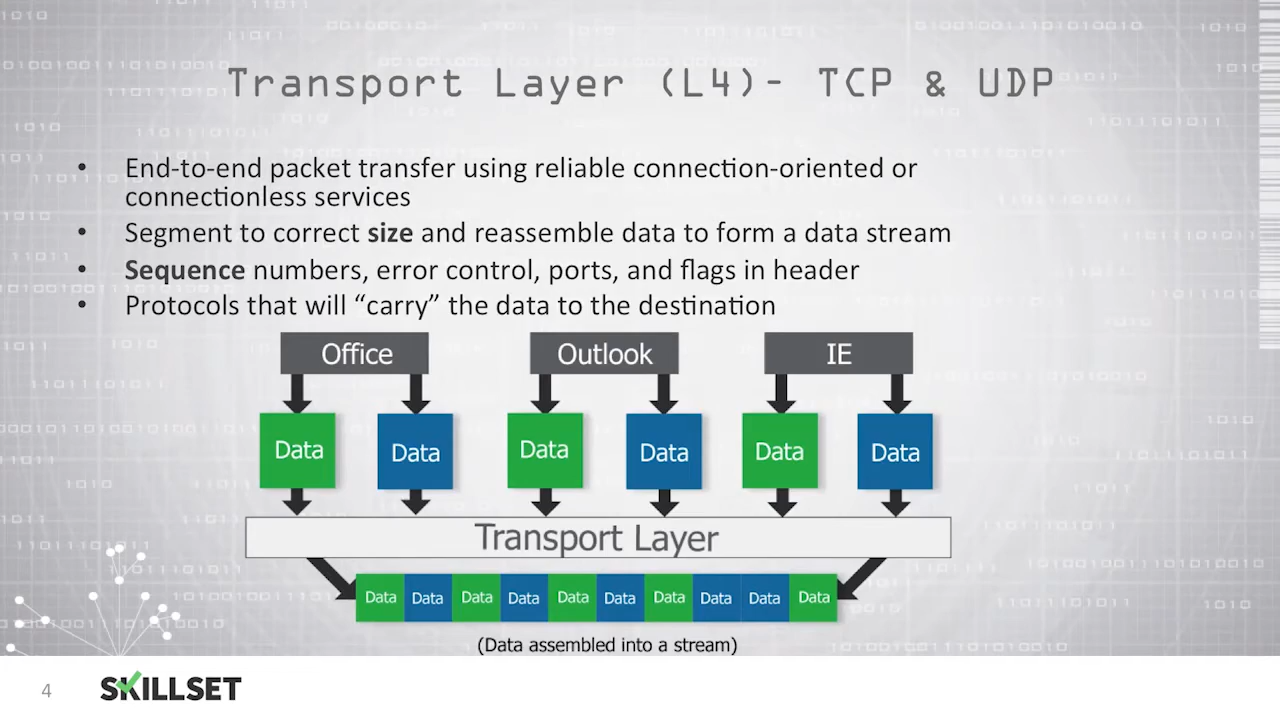 Transport Layer (L4)- TCP & UDP
• End-to-end packet transfer using reliable connection-oriented or
connectionless services
• Segment to correct size and reassemble data to form a data stream
• Sequence numbers, error control, ports, and flags in header
• Protocols that will “carry” the data to the destination
Office Outlook IE
Data Data Data Data Data Data
Transport Layer
Data Data Data Data Data Data Data Data Data Data
(Data assembled into a stream)
4 SKILLSET